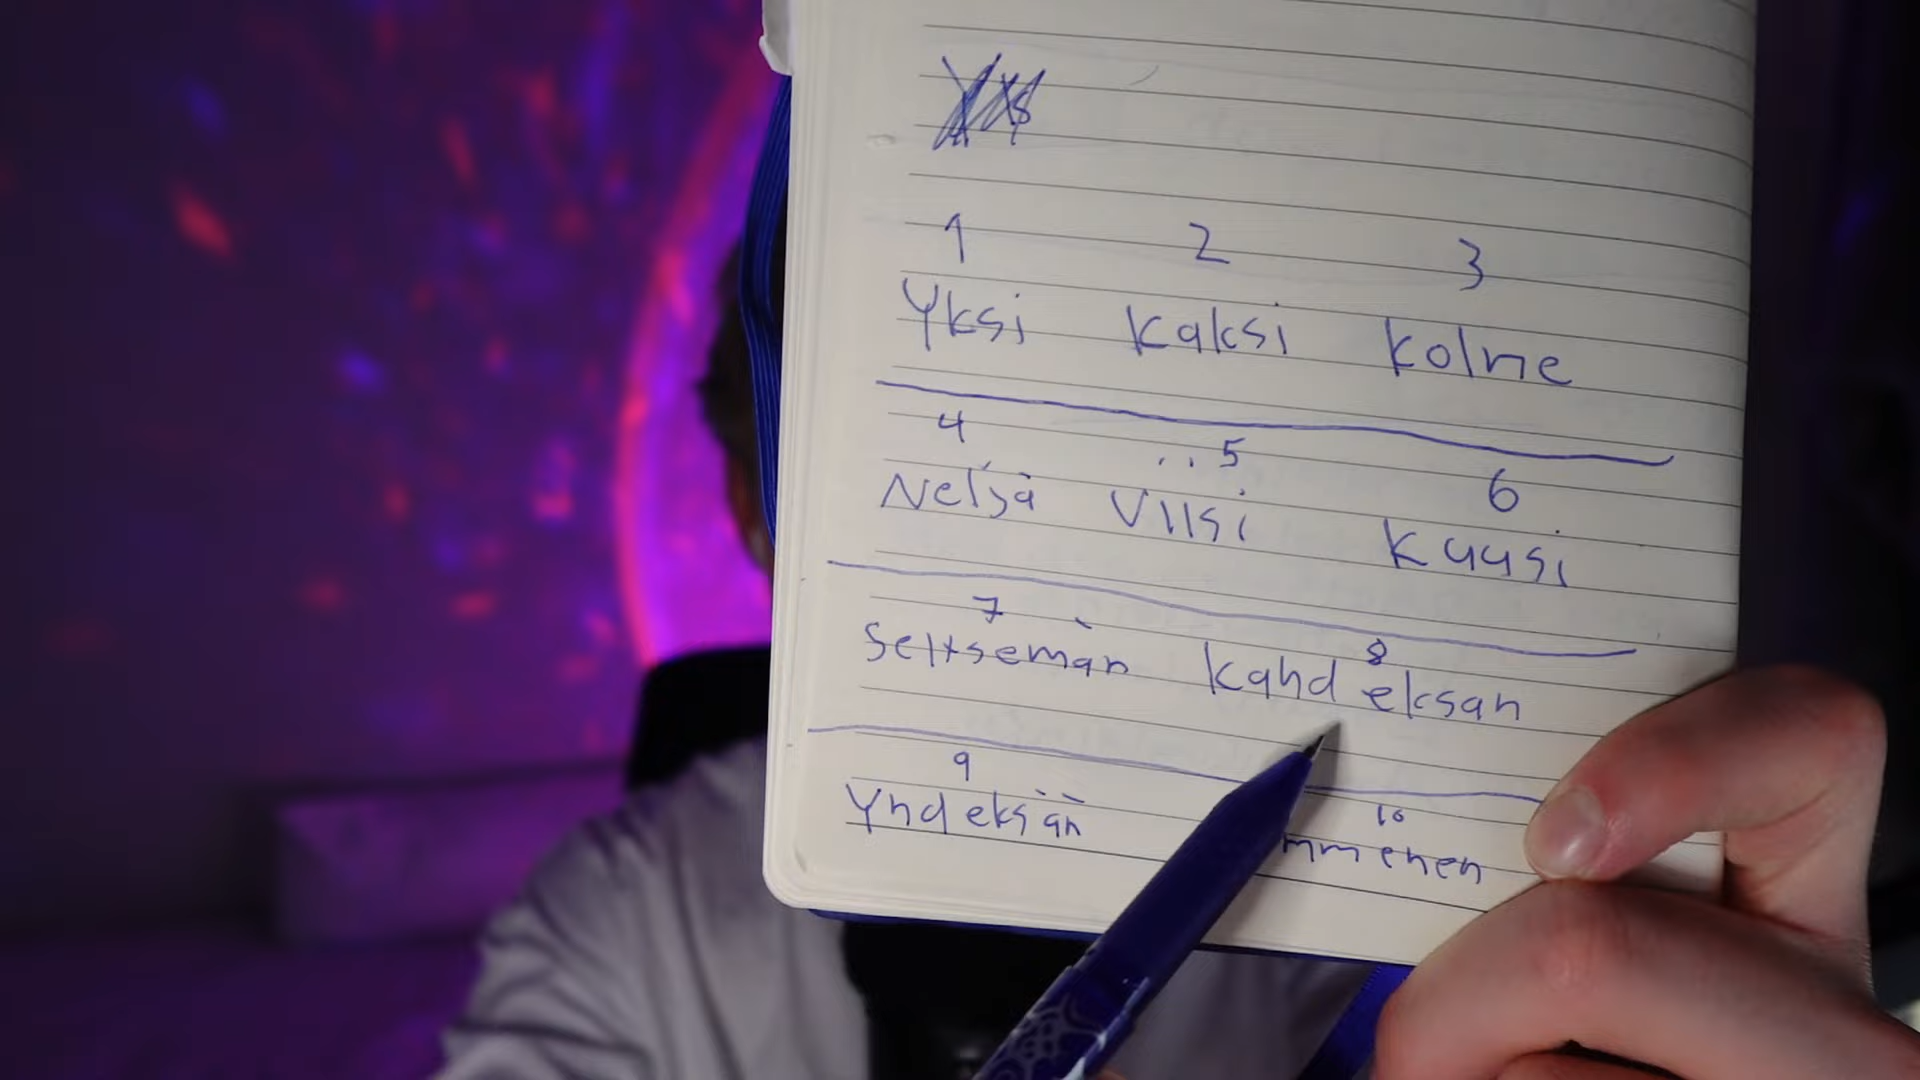 1 2 3
Yksi kaksi kolme
4 5 6
Neljä Viisi kuusi
7 8
Seitsemän kahdeksan
9 10
Yhdeksän mmenen